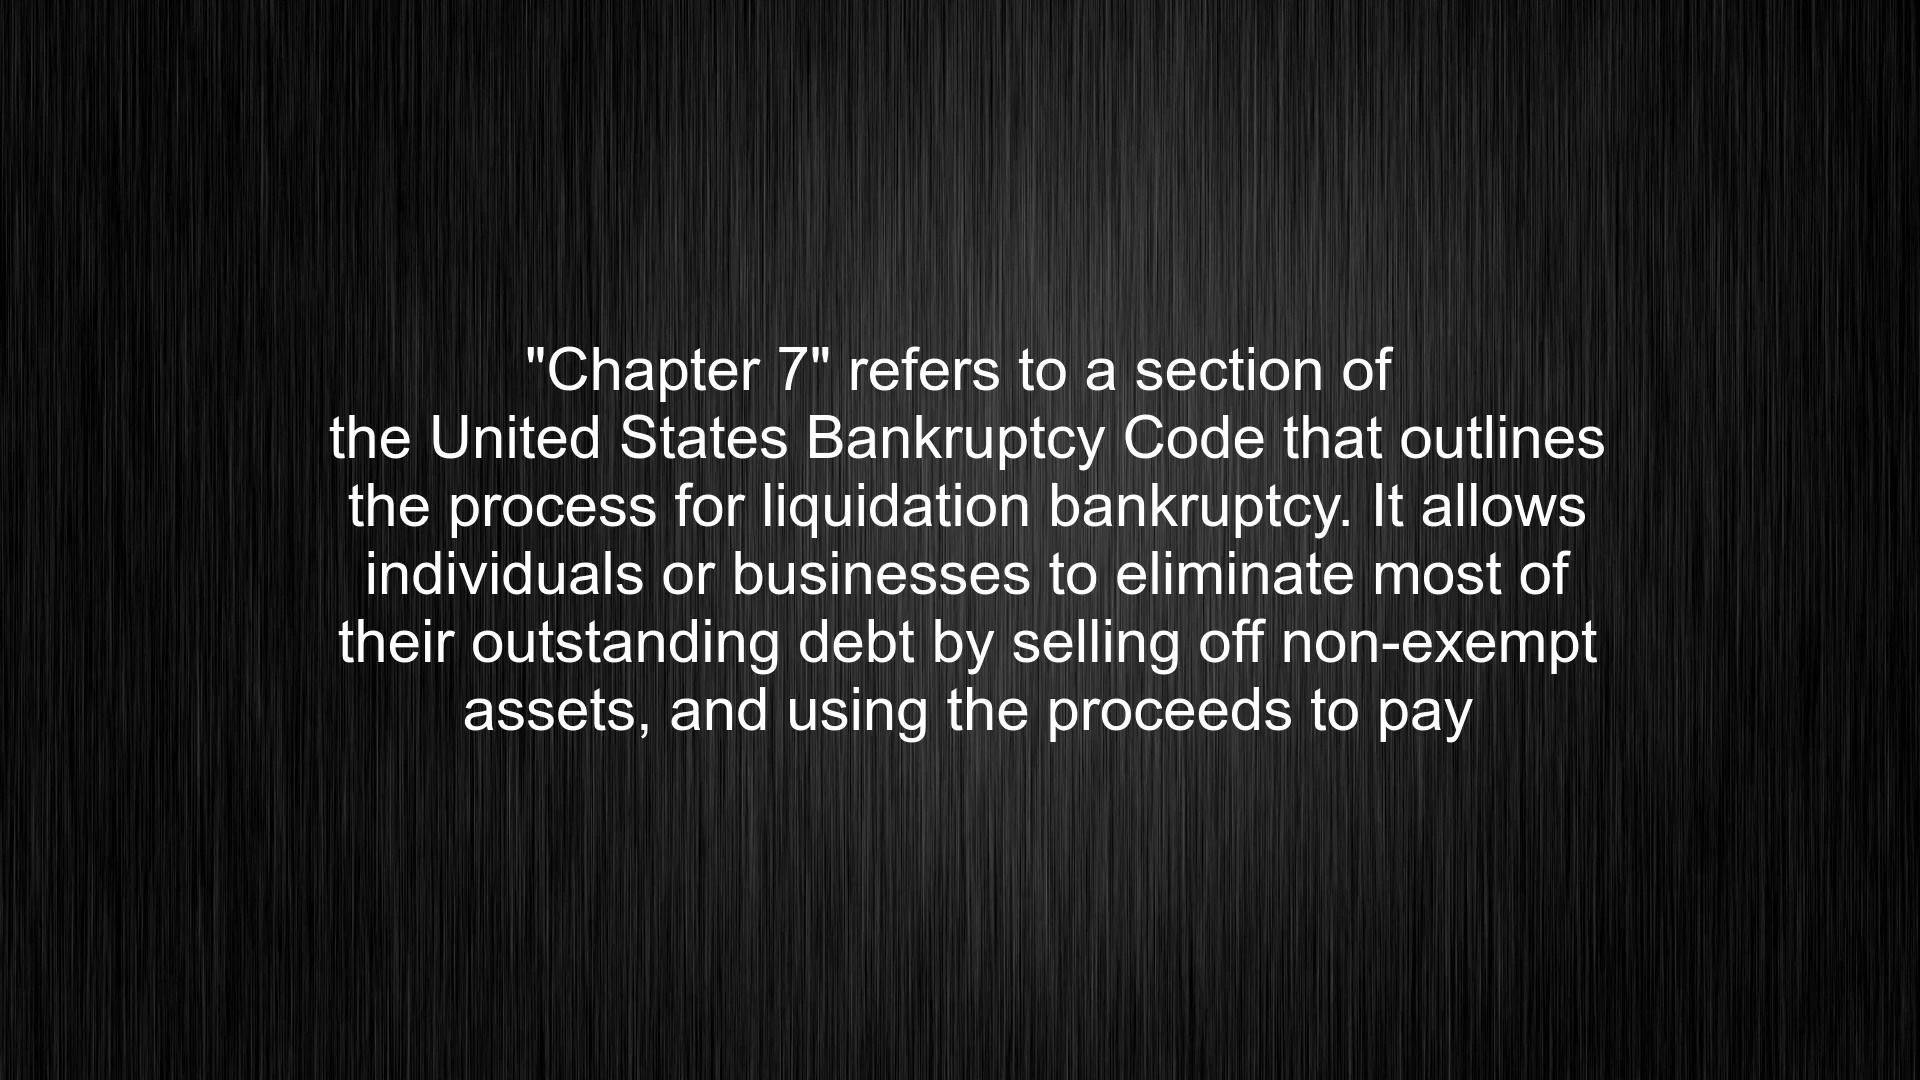 "Chapter 7" refers to a section of
the United States Bankruptcy Code that outlines
the process for liquidation bankruptcy. It allows
individuals or businesses to eliminate most of
their outstanding debt by selling off non-exempt
assets, and using the proceeds to pay